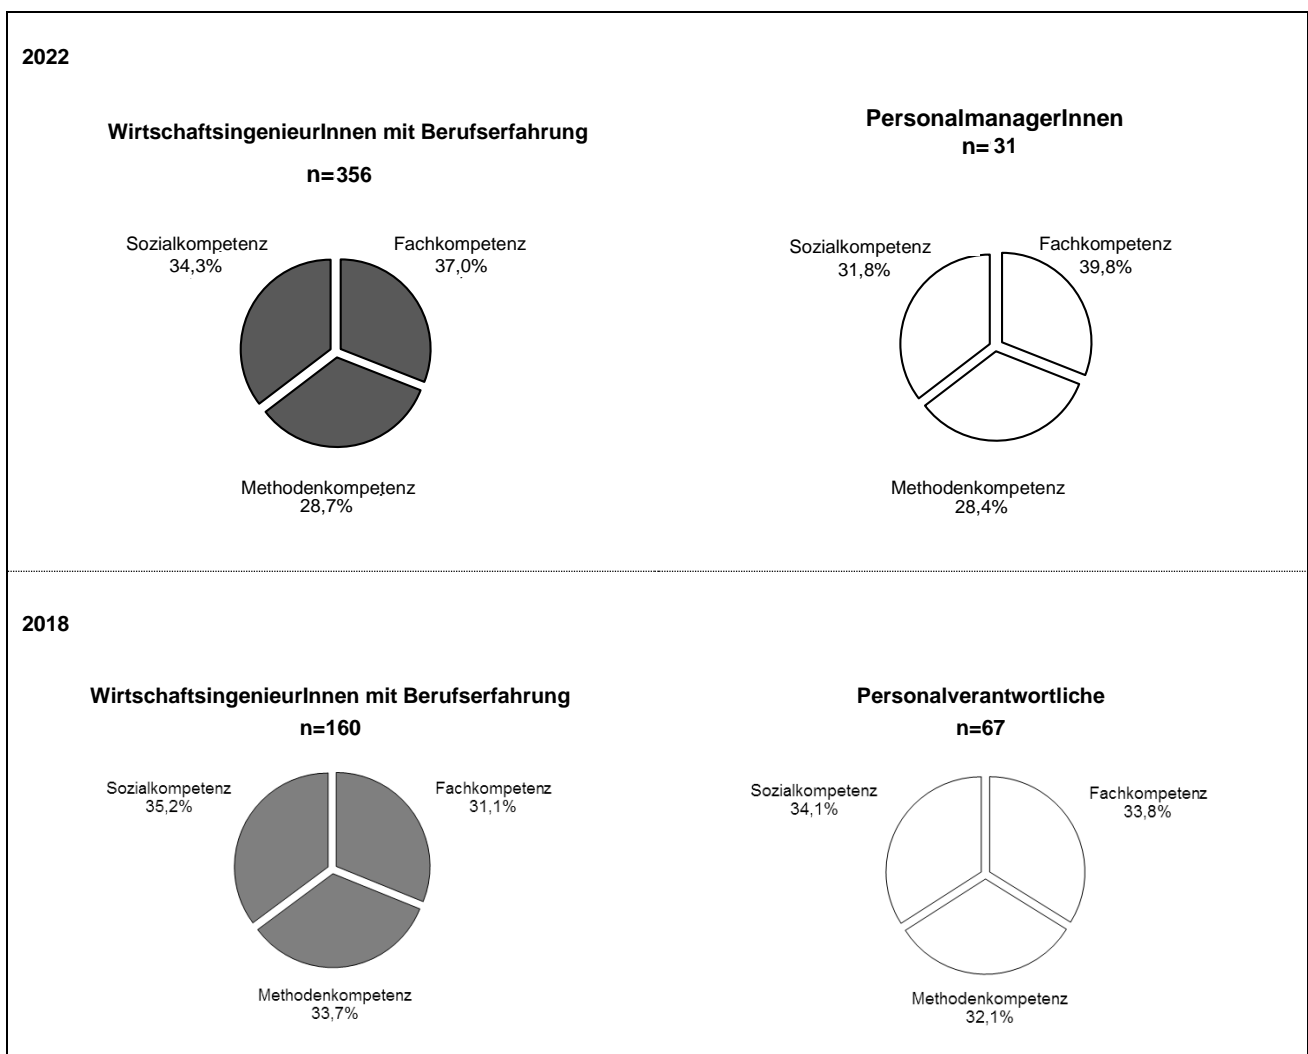 2022
WirtschaftsingenieurInnen mit Berufserfahrung
n=356
Sozialkompetenz
34,3%
Fachkompetenz
37,0%
Methodenkompetenz
28,7%
PersonalmanagerInnen
n= 31
Sozialkompetenz
31,8%
Fachkompetenz
39,8%
Methodenkompetenz
28,4%
2018
WirtschaftsingenieurInnen mit Berufserfahrung
n=160
Sozialkompetenz
35,2%
Fachkompetenz
31,1%
Methodenkompetenz
33,7%
Personalverantwortliche
n=67
Sozialkompetenz
34,1%
Fachkompetenz
33,8%
Methodenkompetenz
32,1%